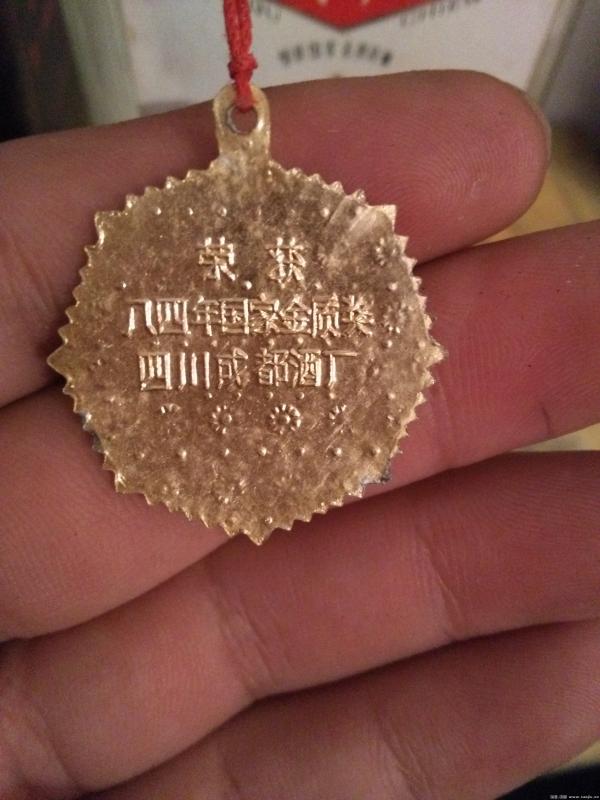 荣获
八四年国家金质奖
四川成都酒厂